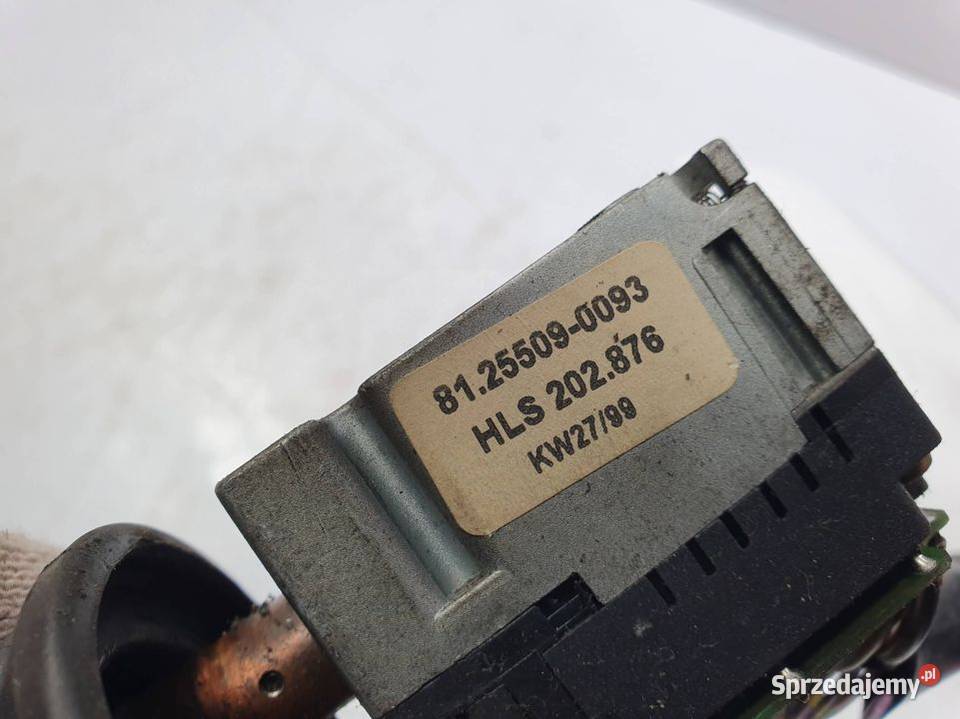 81.25509-0093
HLS 202.876
KW27/99
Sprzedajemy.pl